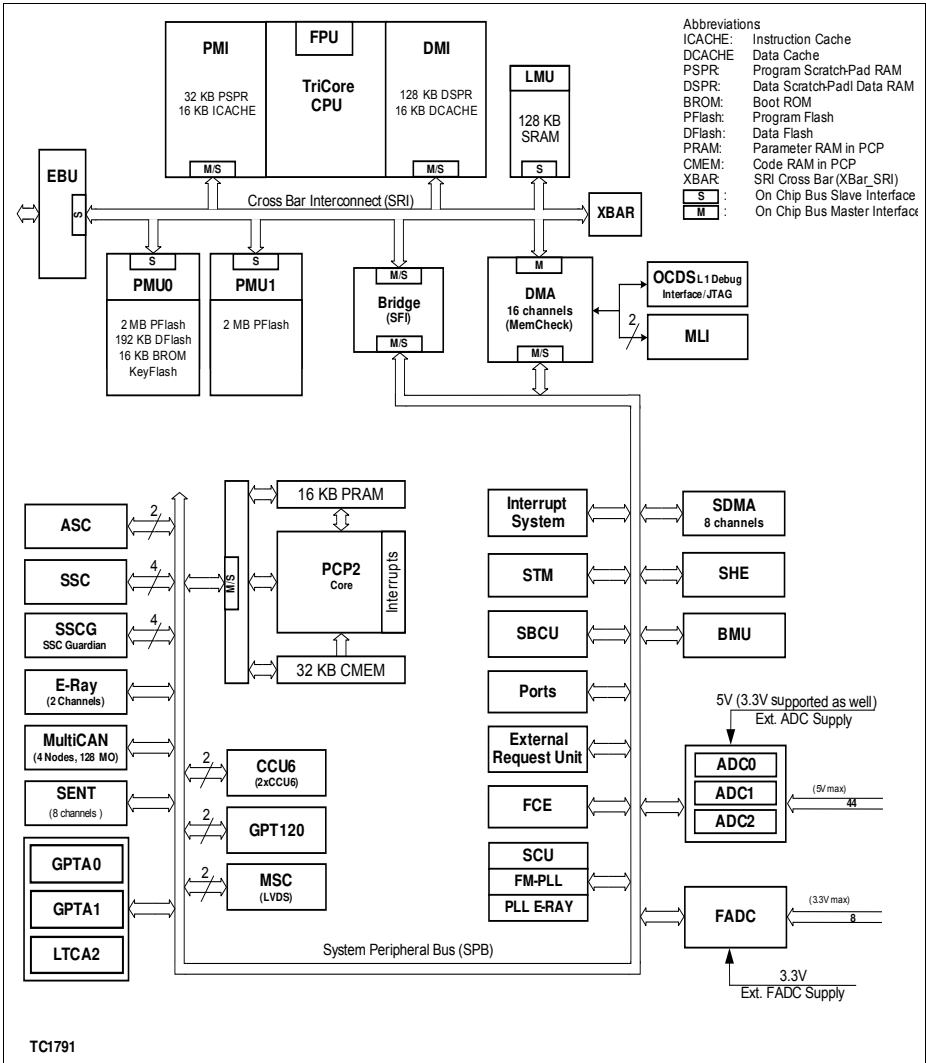 PMI
32 KB PSPR
16 KB ICACHE
M/S
FPU
TriCore
CPU
DMI
128 KB DSPR
16 KB DCACHE
M/S
LMU
128 KB
SRAM
S
Abbreviations:
ICACHE: Instruction Cache
DCACHE Data Cache
PSPR: Program Scratch-Pad RAM
DSPR: Data Scratch-Padl Data RAM
BROM: Boot ROM
PFlash: Program Flash
DFlash: Data Flash
PRAM: Parameter RAM in PCP
CMEM: Code RAM in PCP
XBAR: SRI Cross Bar (XBar_SRI)
S : On Chip Bus Slave Interface
M : On Chip Bus Master Interface
EBU
S
Cross Bar Interconnect (SRI)
XBAR
S
PMU0
2 MB PFlash
192 KB DFlash
16 KB BROM
KeyFlash
S
PMU1
2 MB PFlash
M/S
Bridge
(SFI)
M/S
M
DMA
16 channels
(MemCheck)
M/S
OCDS L1 Debug
Interface/JTAG
2
MLI
ASC
2
SSC
4
SSCG
SSC Guardian
4
E-Ray
(2 Channels)
MultiCAN
(4 Nodes, 128 MO)
SENT
(8 channels )
GPTA0
GPTA1
LTCA2
M/S
16 KB PRAM
PCP2
Core
Interrupts
32 KB CMEM
2
CCU6
(2xCCU6)
2
GPT120
2
MSC
(LVDS)
Interrupt
System
STM
SBCU
Ports
External
Request Unit
FCE
SCU
FM-PLL
PLL E-RAY
SDMA
8 channels
SHE
BMU
5V (3.3V supported as well)
Ext. ADC Supply
ADC0
ADC1
ADC2
(5V max)
44
FADC
(3.3V max)
8
3.3V
Ext. FADC Supply
System Peripheral Bus (SPB)
TC1791